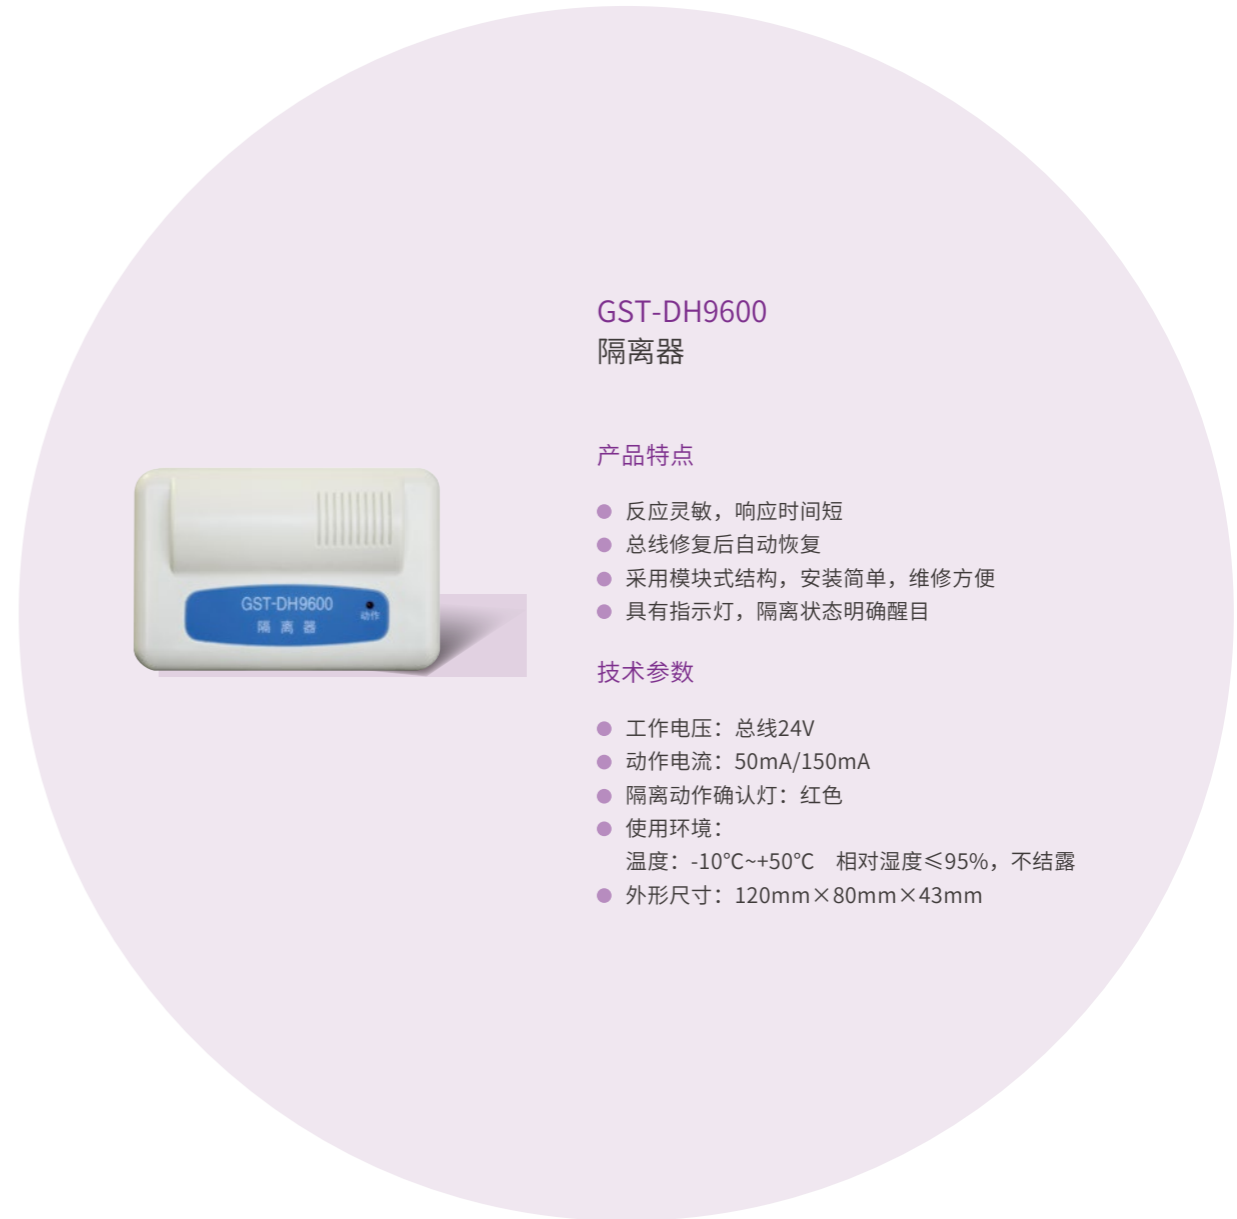 GST-DH9600
隔离器
产品特点
反应灵敏，响应时间短
总线修复后自动恢复
采用模块式结构，安装简单，维修方便
具有指示灯，隔离状态明确醒目
技术参数
工作电压：总线24V
动作电流：50mA/150mA
隔离动作确认灯：红色
使用环境：
温度：-10℃~+50℃ 相对湿度≤95%，不结露
外形尺寸：120mm×80mm×43mm
GST-DH9600
动作
隔 离 器